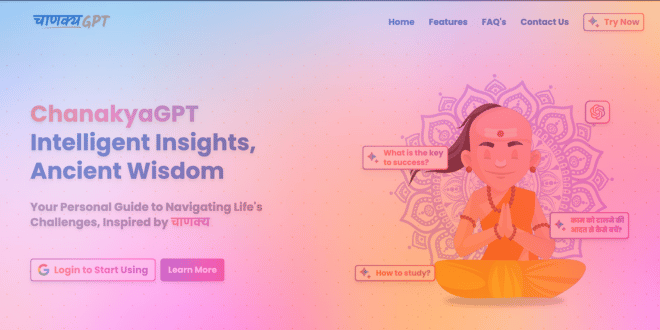 चाणक्य GPT
Home Features FAQ's Contact Us Try Now
ChanakyaGPT
Intelligent Insights,
Ancient Wisdom
Your Personal Guide to Navigating Life's
Challenges, Inspired by चाणक्य
Login to Start Using Learn More
What is the key
to success?
काम को टालने की
आदत से कैसे बचें?
How to study?